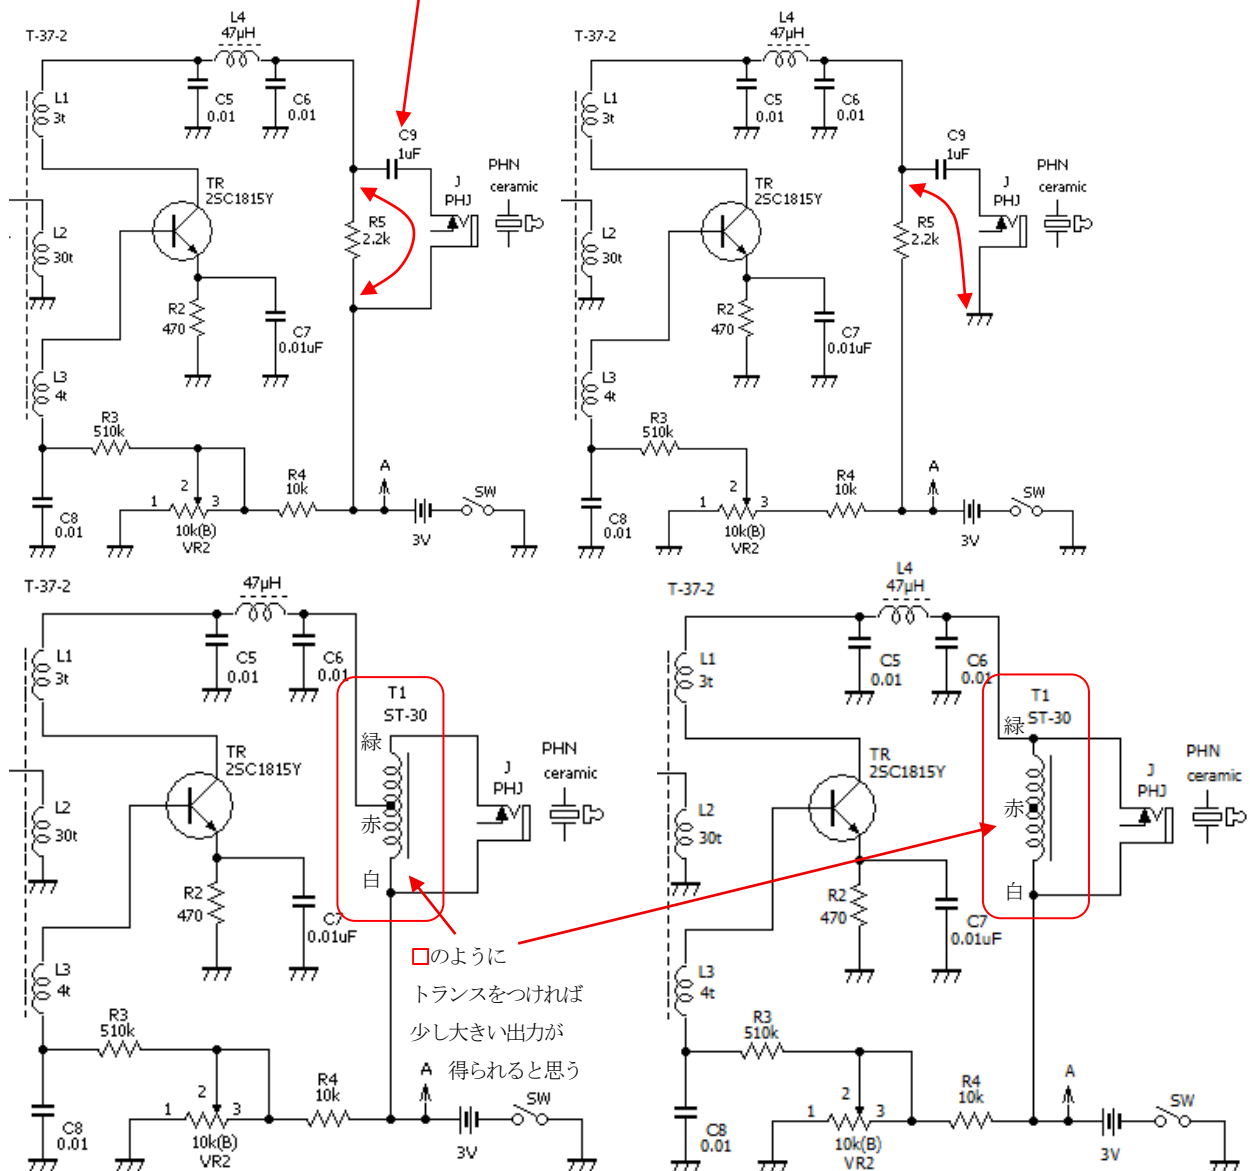 T-37-2
L4
47μH
L1
3t
C5
0.01
C6
0.01
C9
1uF
PHN
ceramic
J
PHJ
TR
2SC1815Y
R5
2.2k
L2
30t
R2
470
C7
0.01uF
L3
4t
R3
510k
R4
10k
A
SW
1
2
3
10k(B)
VR2
C8
0.01
3V
T-37-2
L4
47μH
L1
3t
C5
0.01
C6
0.01
C9
1uF
PHN
ceramic
J
PHJ
TR
2SC1815Y
R5
2.2k
L2
30t
R2
470
C7
0.01uF
L3
4t
R3
510k
R4
10k
A
SW
1
2
3
10k(B)
VR2
C8
0.01
3V
T-37-2
47μH
L1
3t
C5
0.01
C6
0.01
T1
ST-30
緑
赤
白
PHN
ceramic
J
PHJ
TR
2SC1815Y
L2
30t
R2
470
C7
0.01uF
L3
4t
R3
510k
R4
10k
A
SW
1
2
3
10k(B)
VR2
C8
0.01
3V
□のように
トランスをつければ
少し大きい出力が
得られると思う
T-37-2
L4
47μH
L1
3t
C5
0.01
C6
0.01
T1
ST-30
緑
赤
白
PHN
ceramic
J
PHJ
TR
2SC1815Y
L2
30t
R2
470
C7
0.01uF
L3
4t
R3
510k
R4
10k
A
SW
1
2
3
10k(B)
VR2
C8
0.01
3V